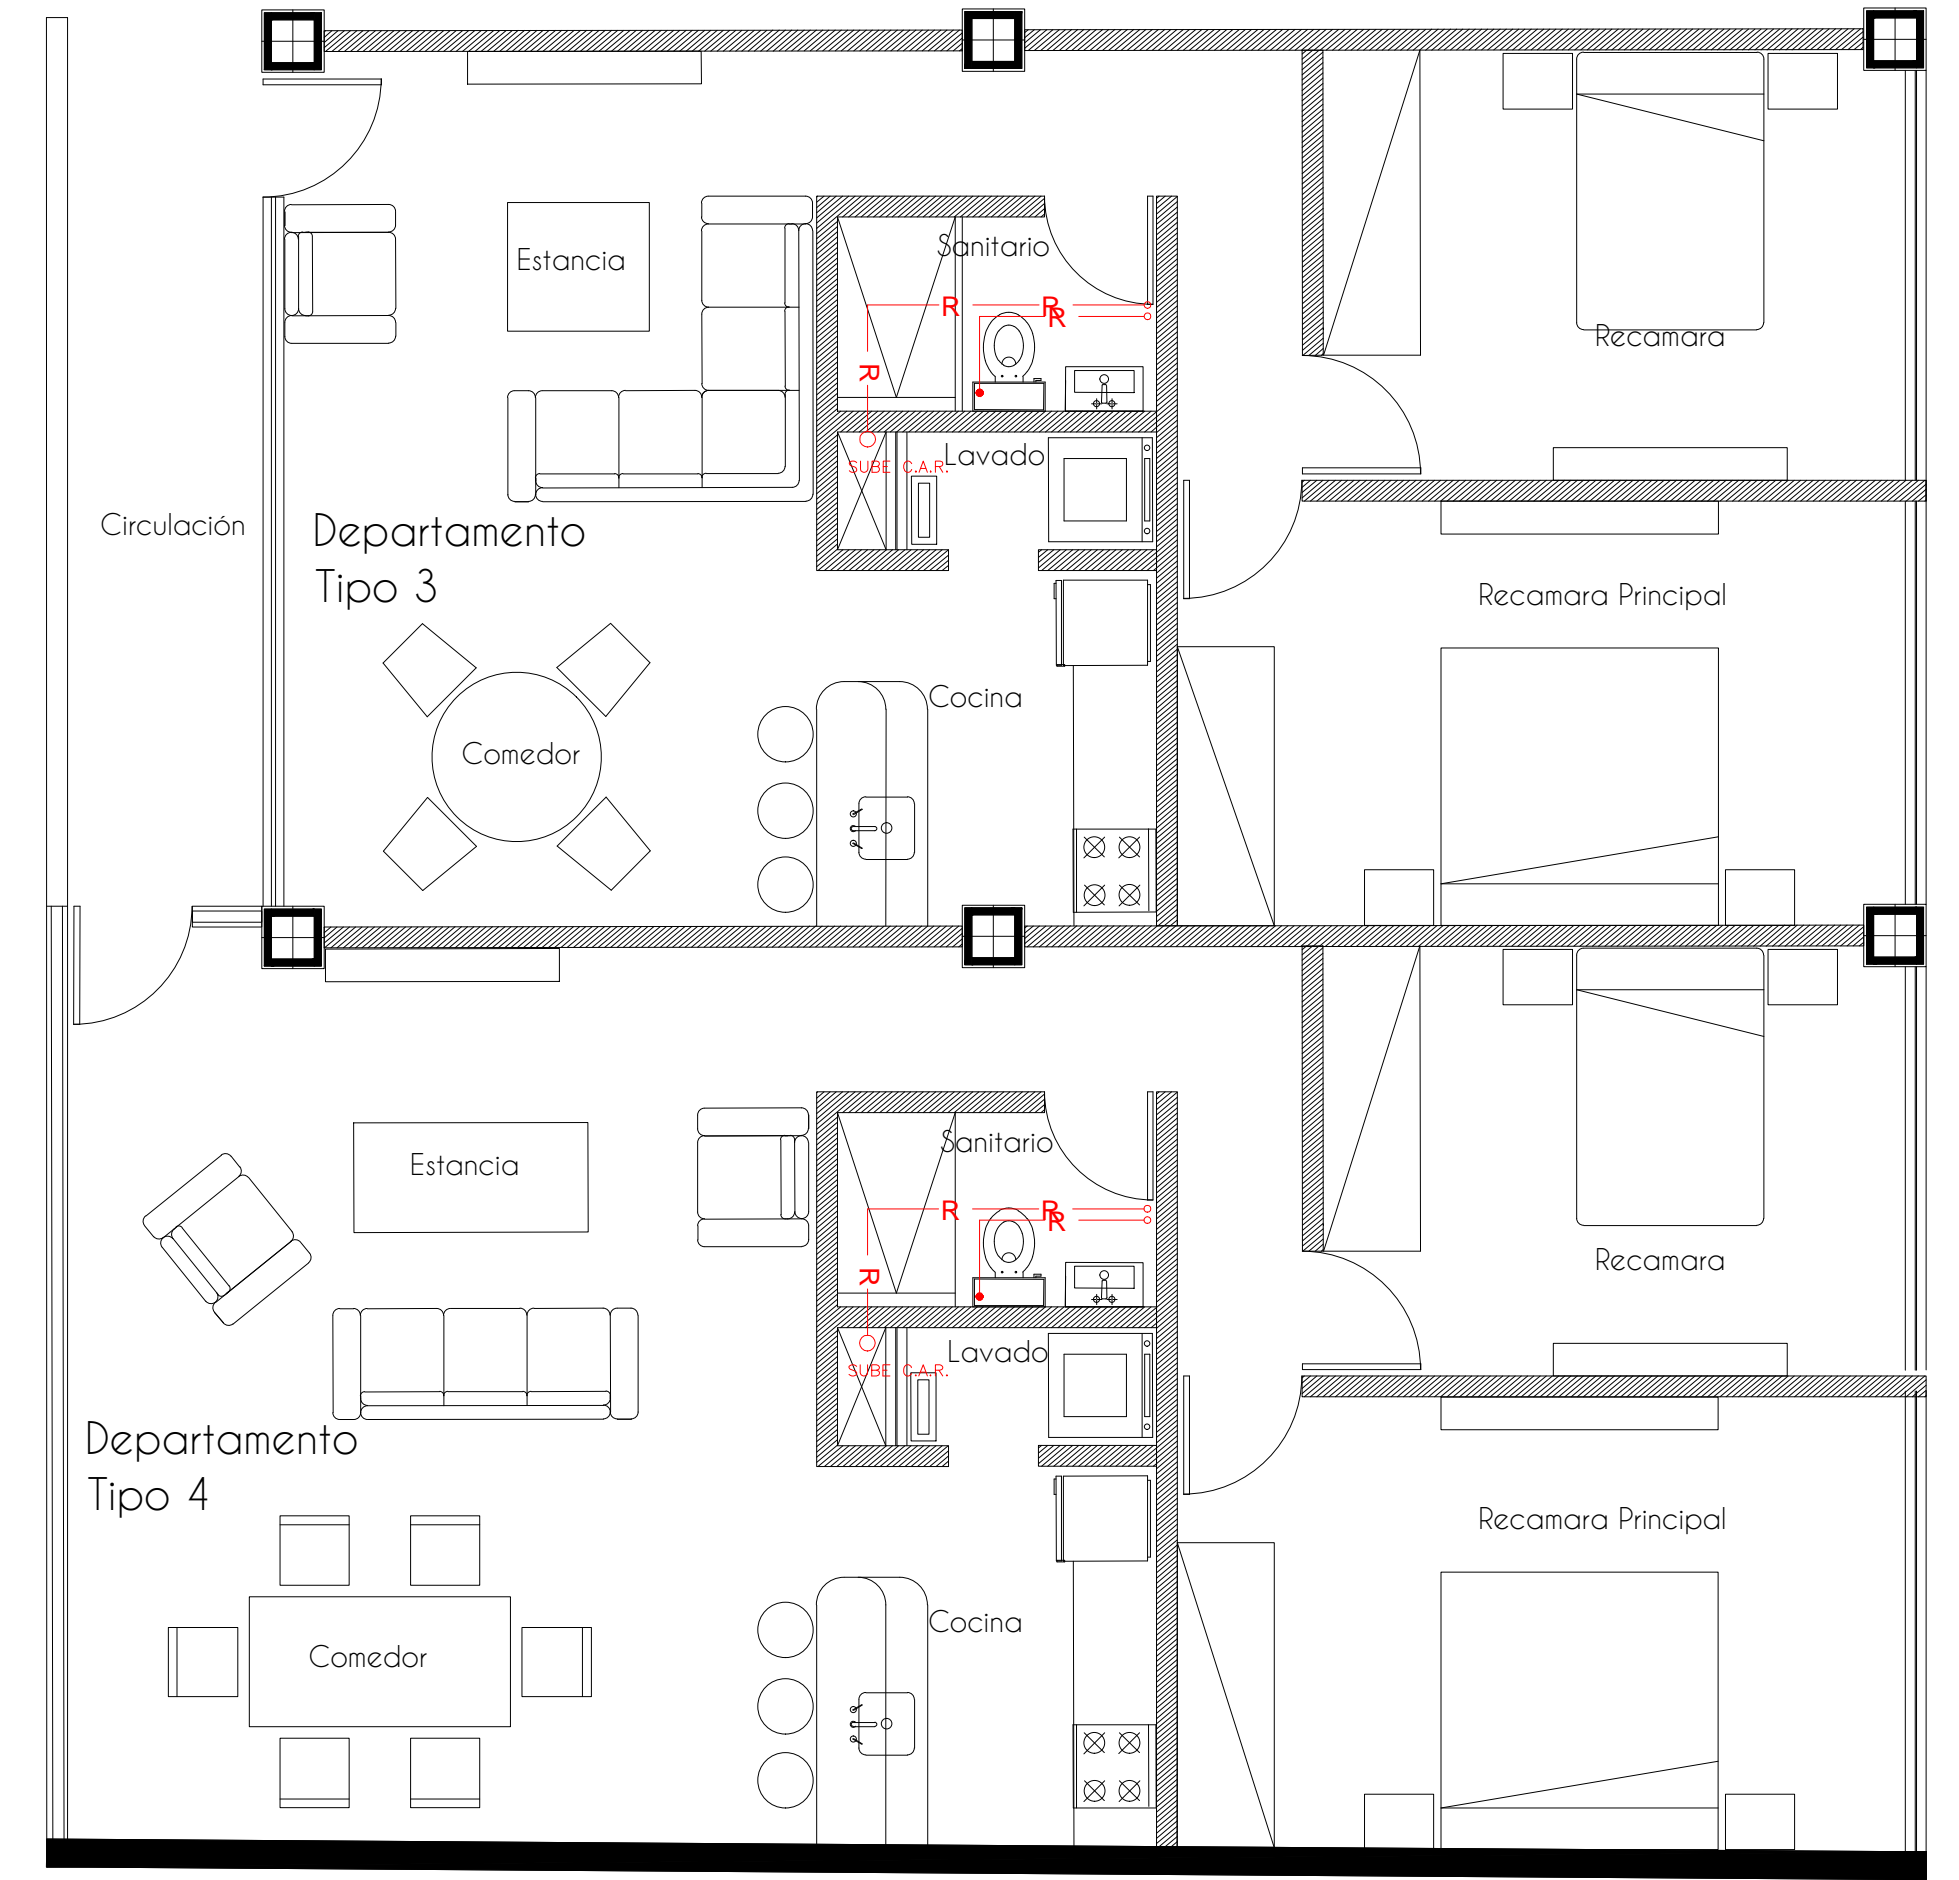 Sanitario
Estancia
R R
R
Recamara
R
Lavado
SUBE C.A.R.
Circulación
Departamento
Tipo 3
Recamara Principal
Cocina
Comedor
Sanitario
Estancia
R R
R
Recamara
R
Lavado
SUBE C.A.R.
Departamento
Tipo 4
Recamara Principal
Cocina
Comedor